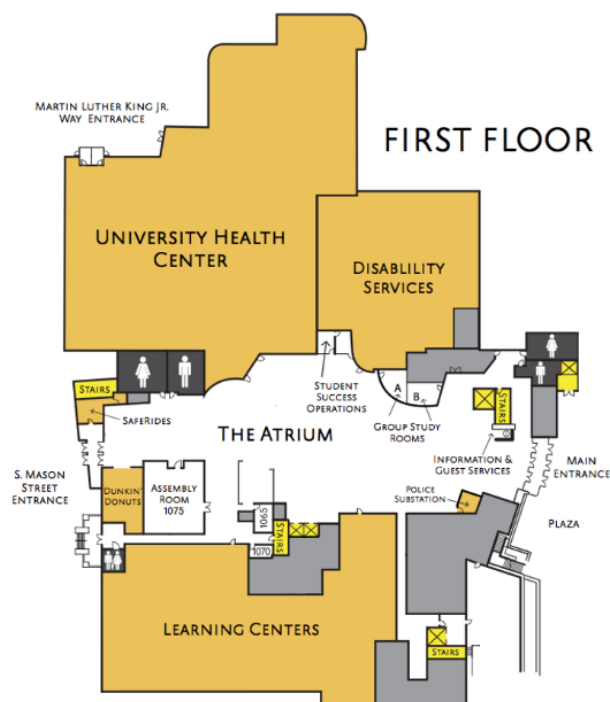 MARTIN LUTHER KING JR.
WAY ENTRANCE
FIRST FLOOR
UNIVERSITY HEALTH
CENTER
DISABLILITY
SERVICES
STAIRS
SAFERIDES
STUDENT
SUCCESS
OPERATIONS
A
B
GROUP STUDY
ROOMS
STAIRS
THE ATRIUM
INFORMATION &
GUEST SERVICES
MAIN
ENTRANCE
S. MASON
STREET
ENTRANCE
DUNKIN'
DONUTS
ASSEMBLY
ROOM
1075
POLICE
SUBSTATION
PLAZA
1065
1070
STAIRS
LEARNING CENTERS
STAIRS